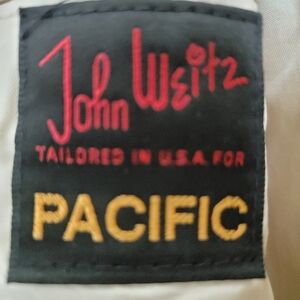 John Weitz
TAILORED IN U.S.A. FOR
PACIFIC